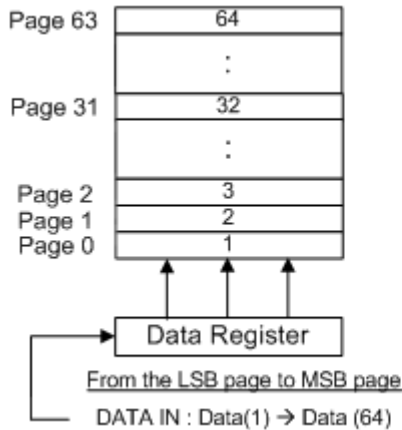 Page 63 64
:
Page 31 32
:
Page 2 3
Page 1 2
Page 0 1
Data Register
From the LSB page to MSB page
DATA IN : Data(1) → Data (64)